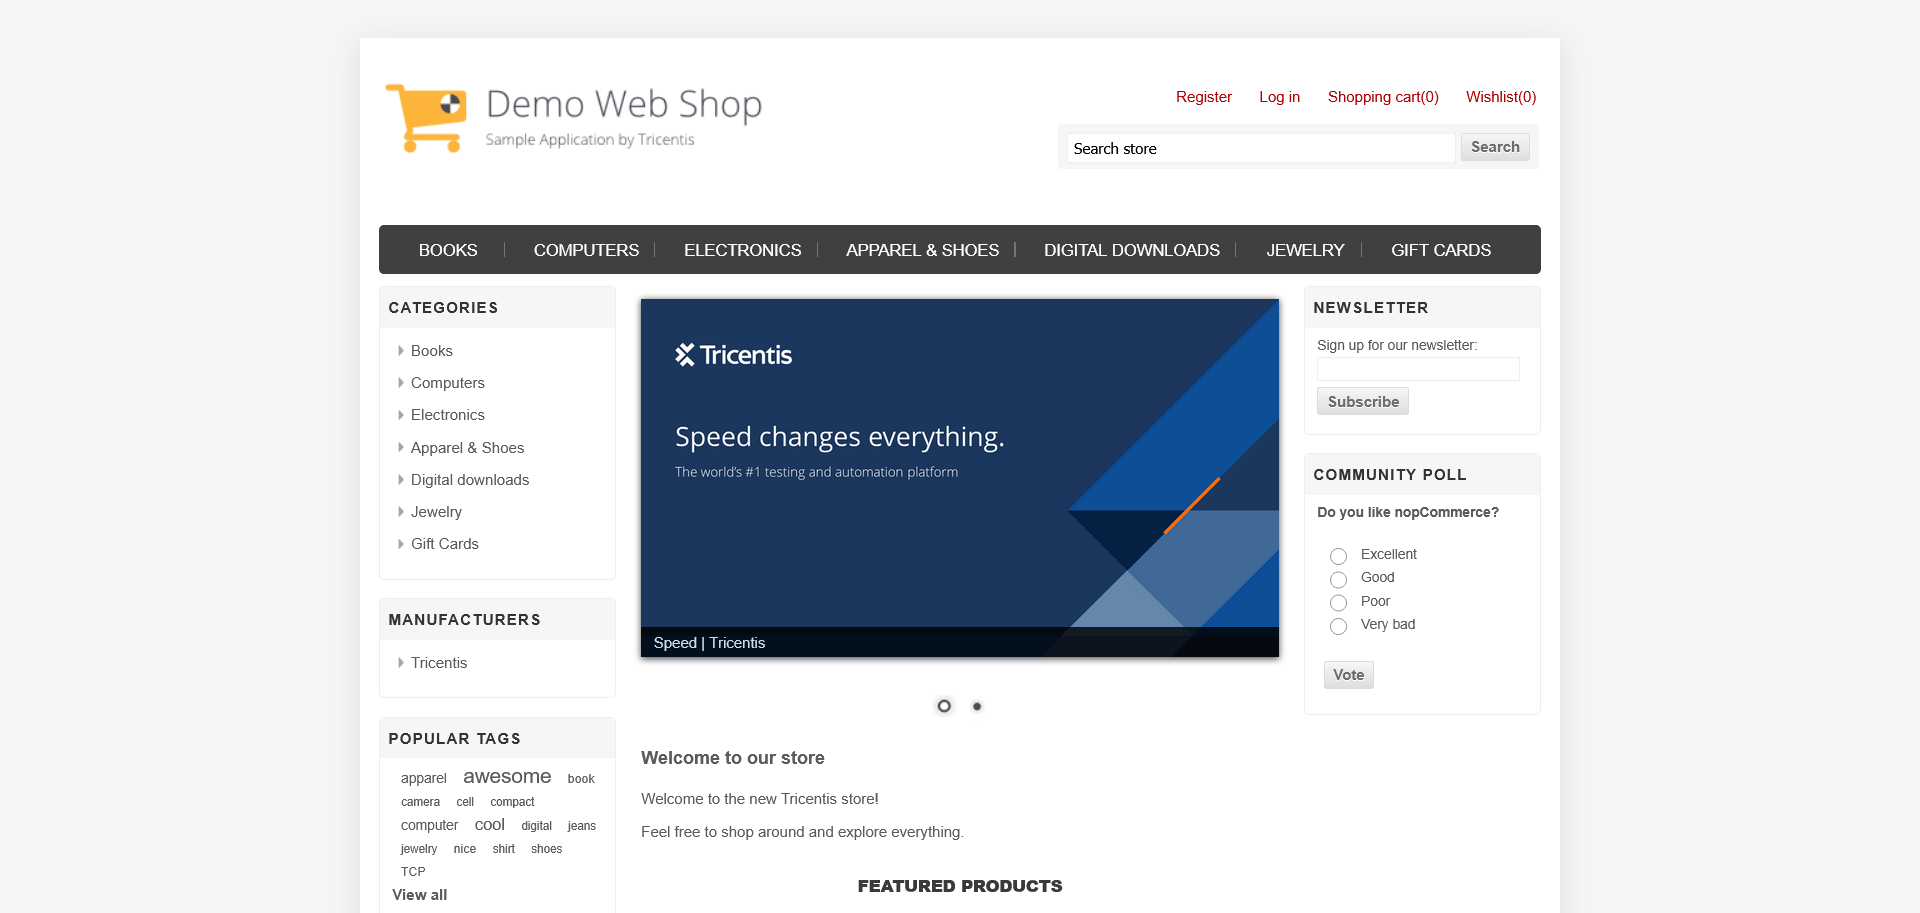 Demo Web Shop
Sample Application by Tricentis
Register Log in Shopping cart(0) Wishlist(0)
Search store Search
BOOKS COMPUTERS ELECTRONICS APPAREL & SHOES DIGITAL DOWNLOADS JEWELRY GIFT CARDS
CATEGORIES
Books
Computers
Electronics
Apparel & Shoes
Digital downloads
Jewelry
Gift Cards
MANUFACTURERS
Tricentis
POPULAR TAGS
apparel awesome book
camera cell compact
computer cool digital jeans
jewelry nice shirt shoes
TCP
View all
Tricentis
Speed changes everything.
The world's #1 testing and automation platform
Speed | Tricentis
Welcome to our store
Welcome to the new Tricentis store!
Feel free to shop around and explore everything.
FEATURED PRODUCTS
NEWSLETTER
Sign up for our newsletter:
Subscribe
COMMUNITY POLL
Do you like nopCommerce?
Excellent
Good
Poor
Very bad
Vote